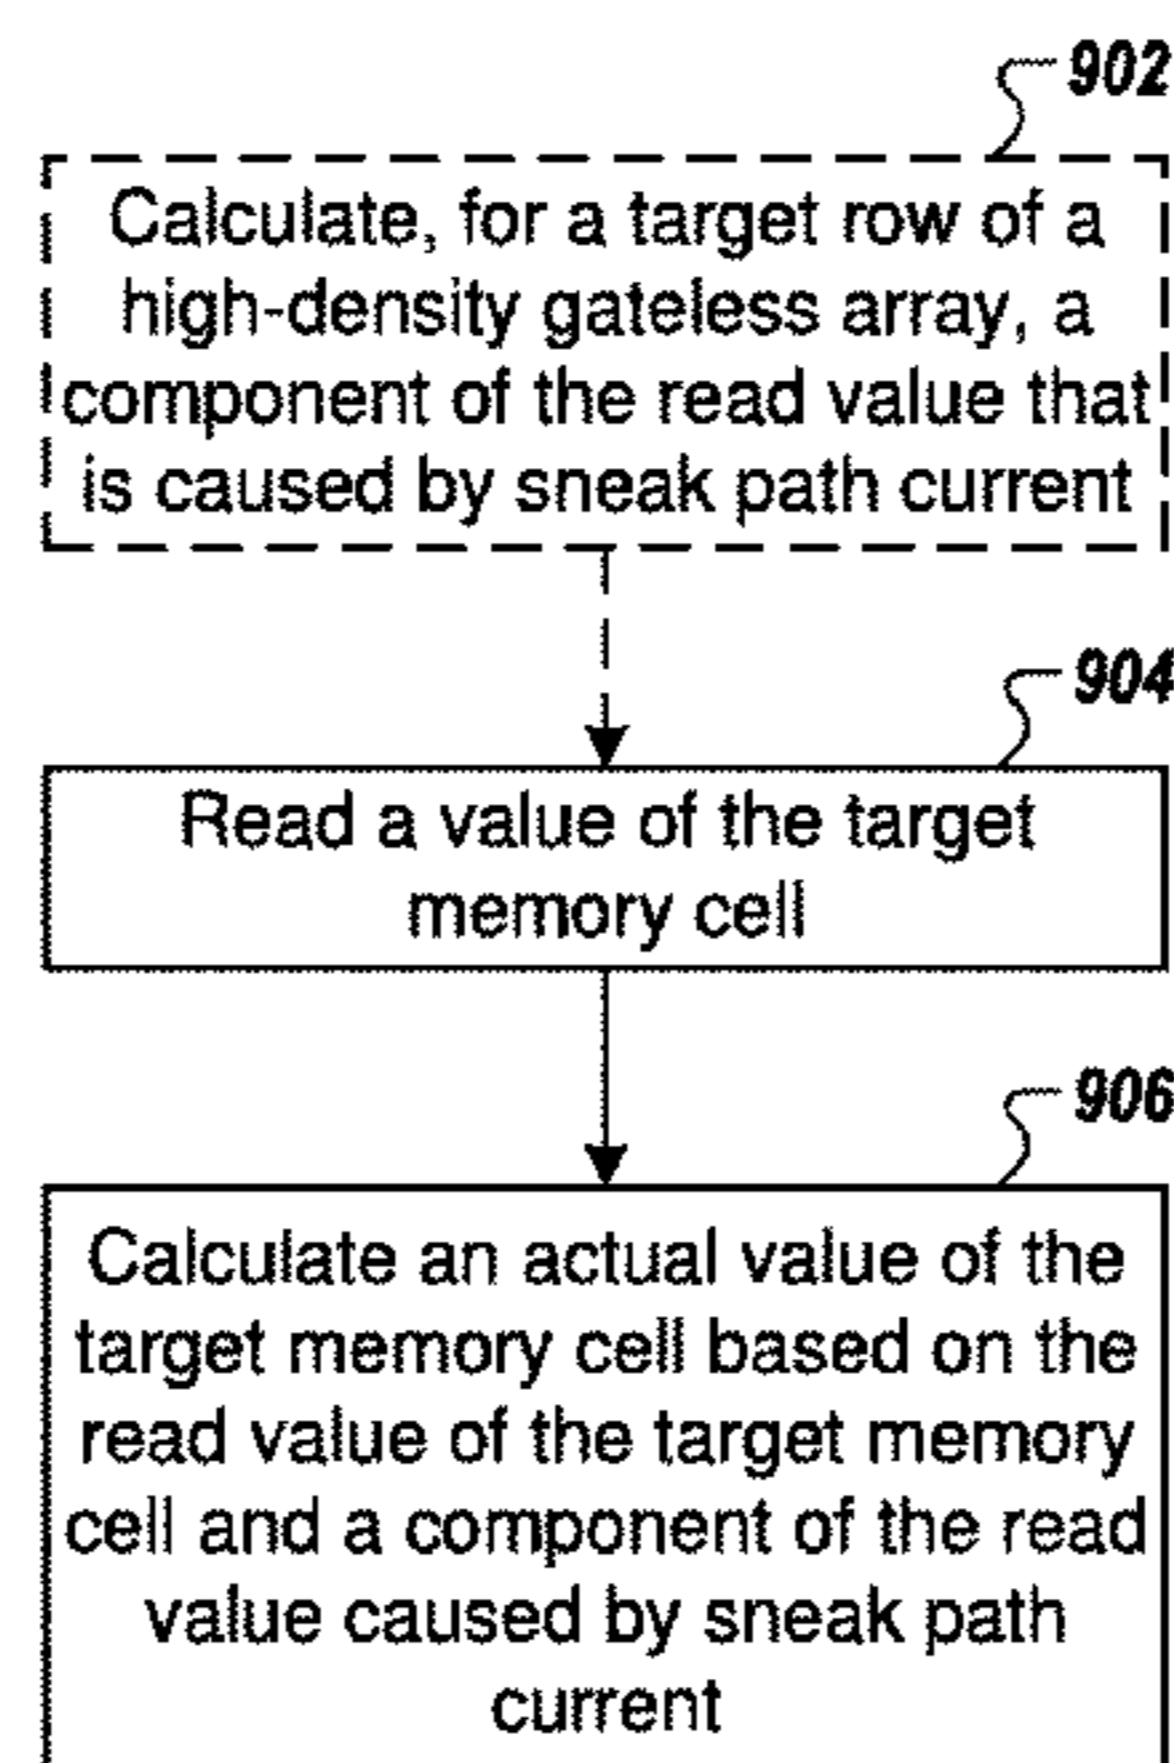 902
Calculate, for a target row of a
high-density gateless array, a
component of the read value that
is caused by sneak path current
904
Read a value of the target
memory cell
906
Calculate an actual value of the
target memory cell based on the
read value of the target memory
cell and a component of the read
value caused by sneak path
current